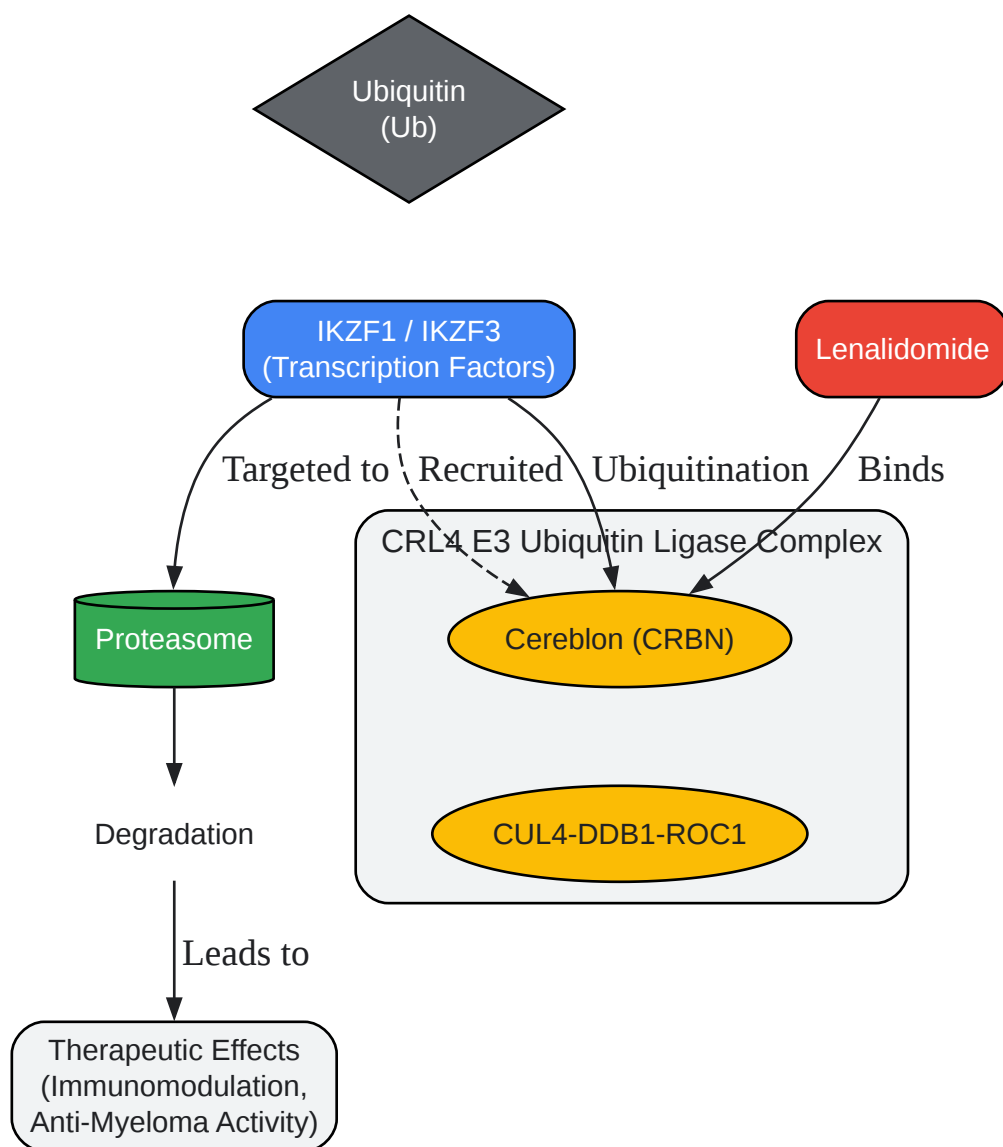 Ubiquitin
(Ub)
IKZF1 / IKZF3
(Transcription Factors)
Lenalidomide
Targeted to
Recruited
Ubiquitination
Binds
CRL4 E3 Ubiquitin Ligase Complex
Proteasome
Cereblon (CRBN)
Degradation
CUL4-DDB1-ROC1
Leads to
Therapeutic Effects
(Immunomodulation,
Anti-Myeloma Activity)